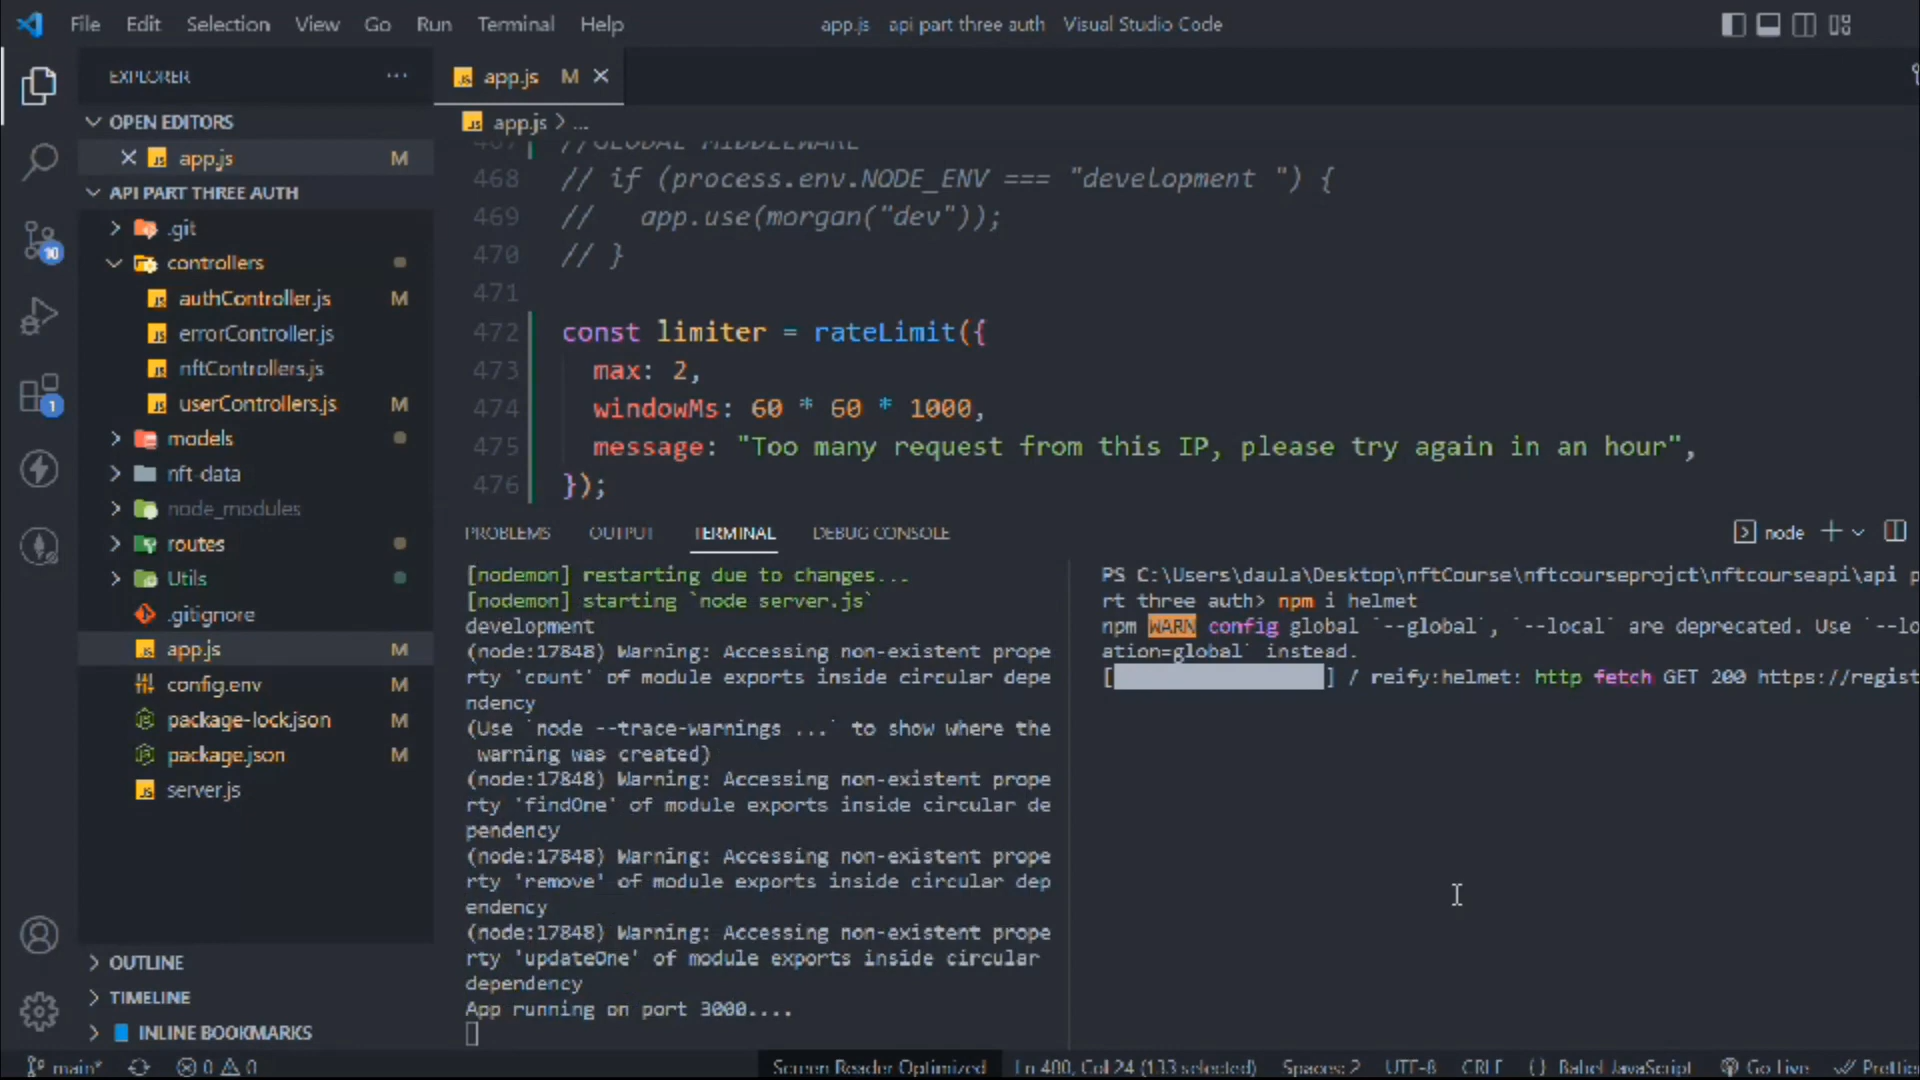 File Edit Selection View Go Run Terminal Help
app.js api part three auth Visual Studio Code
EXPLORER
OPEN EDITORS
app.js M
API PART THREE AUTH
.git
controllers
authController.js M
errorController.js
nftControllers.js
userControllers.js M
models
nft-data
node_modules
routes
Utils
.gitignore
app.js M
config.env M
package-lock.json M
package.json M
server.js
OUTLINE
TIMELINE
INLINE BOOKMARKS
10
1
app.js M
app.js > ...
467 //GLOBAL MIDDLEWARE
468 // if (process.env.NODE_ENV === "development ") {
469 //   app.use(morgan("dev"));
470 // }
471
472 const limiter = rateLimit({
473   max: 2,
474   windowMs: 60 * 60 * 1000,
475   message: "Too many request from this IP, please try again in an hour",
476 });
PROBLEMS OUTPUT TERMINAL DEBUG CONSOLE
node
[nodemon] restarting due to changes...
[nodemon] starting `node server.js`
development
(node:17848) Warning: Accessing non-existent prope
rty 'count' of module exports inside circular depe
ndency
(Use `node --trace-warnings ...` to show where the
 warning was created)
(node:17848) Warning: Accessing non-existent prope
rty 'findOne' of module exports inside circular de
pendency
(node:17848) Warning: Accessing non-existent prope
rty 'remove' of module exports inside circular dep
endency
(node:17848) Warning: Accessing non-existent prope
rty 'updateOne' of module exports inside circular
dependency
App running on port 3000....
PS C:\Users\daula\Desktop\nftCourse\nftcourseprojct\nftcourseapi\api p
rt three auth> npm i helmet
npm WARN config global `--global`, `--local` are deprecated. Use `--lo
ation=global` instead.
[ ] / reify:helmet: http fetch GET 200 https://regist
main* 0 0
Screen Reader Optimized Ln 480, Col 24 (133 selected) Spaces: 2 UTF-8 CRLF {} Babel JavaScript Go Live Prettie